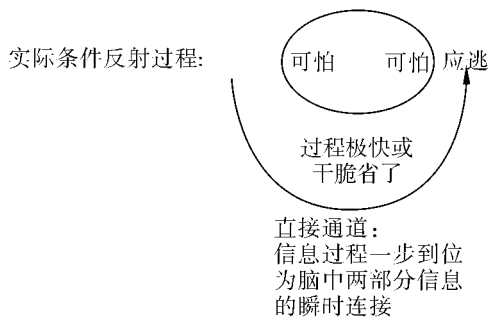 实际条件反射过程:
可怕 可怕 应逃
过程极快或
干脆省了
直接通道:
信息过程一步到位
为脑中两部分信息
的瞬时连接